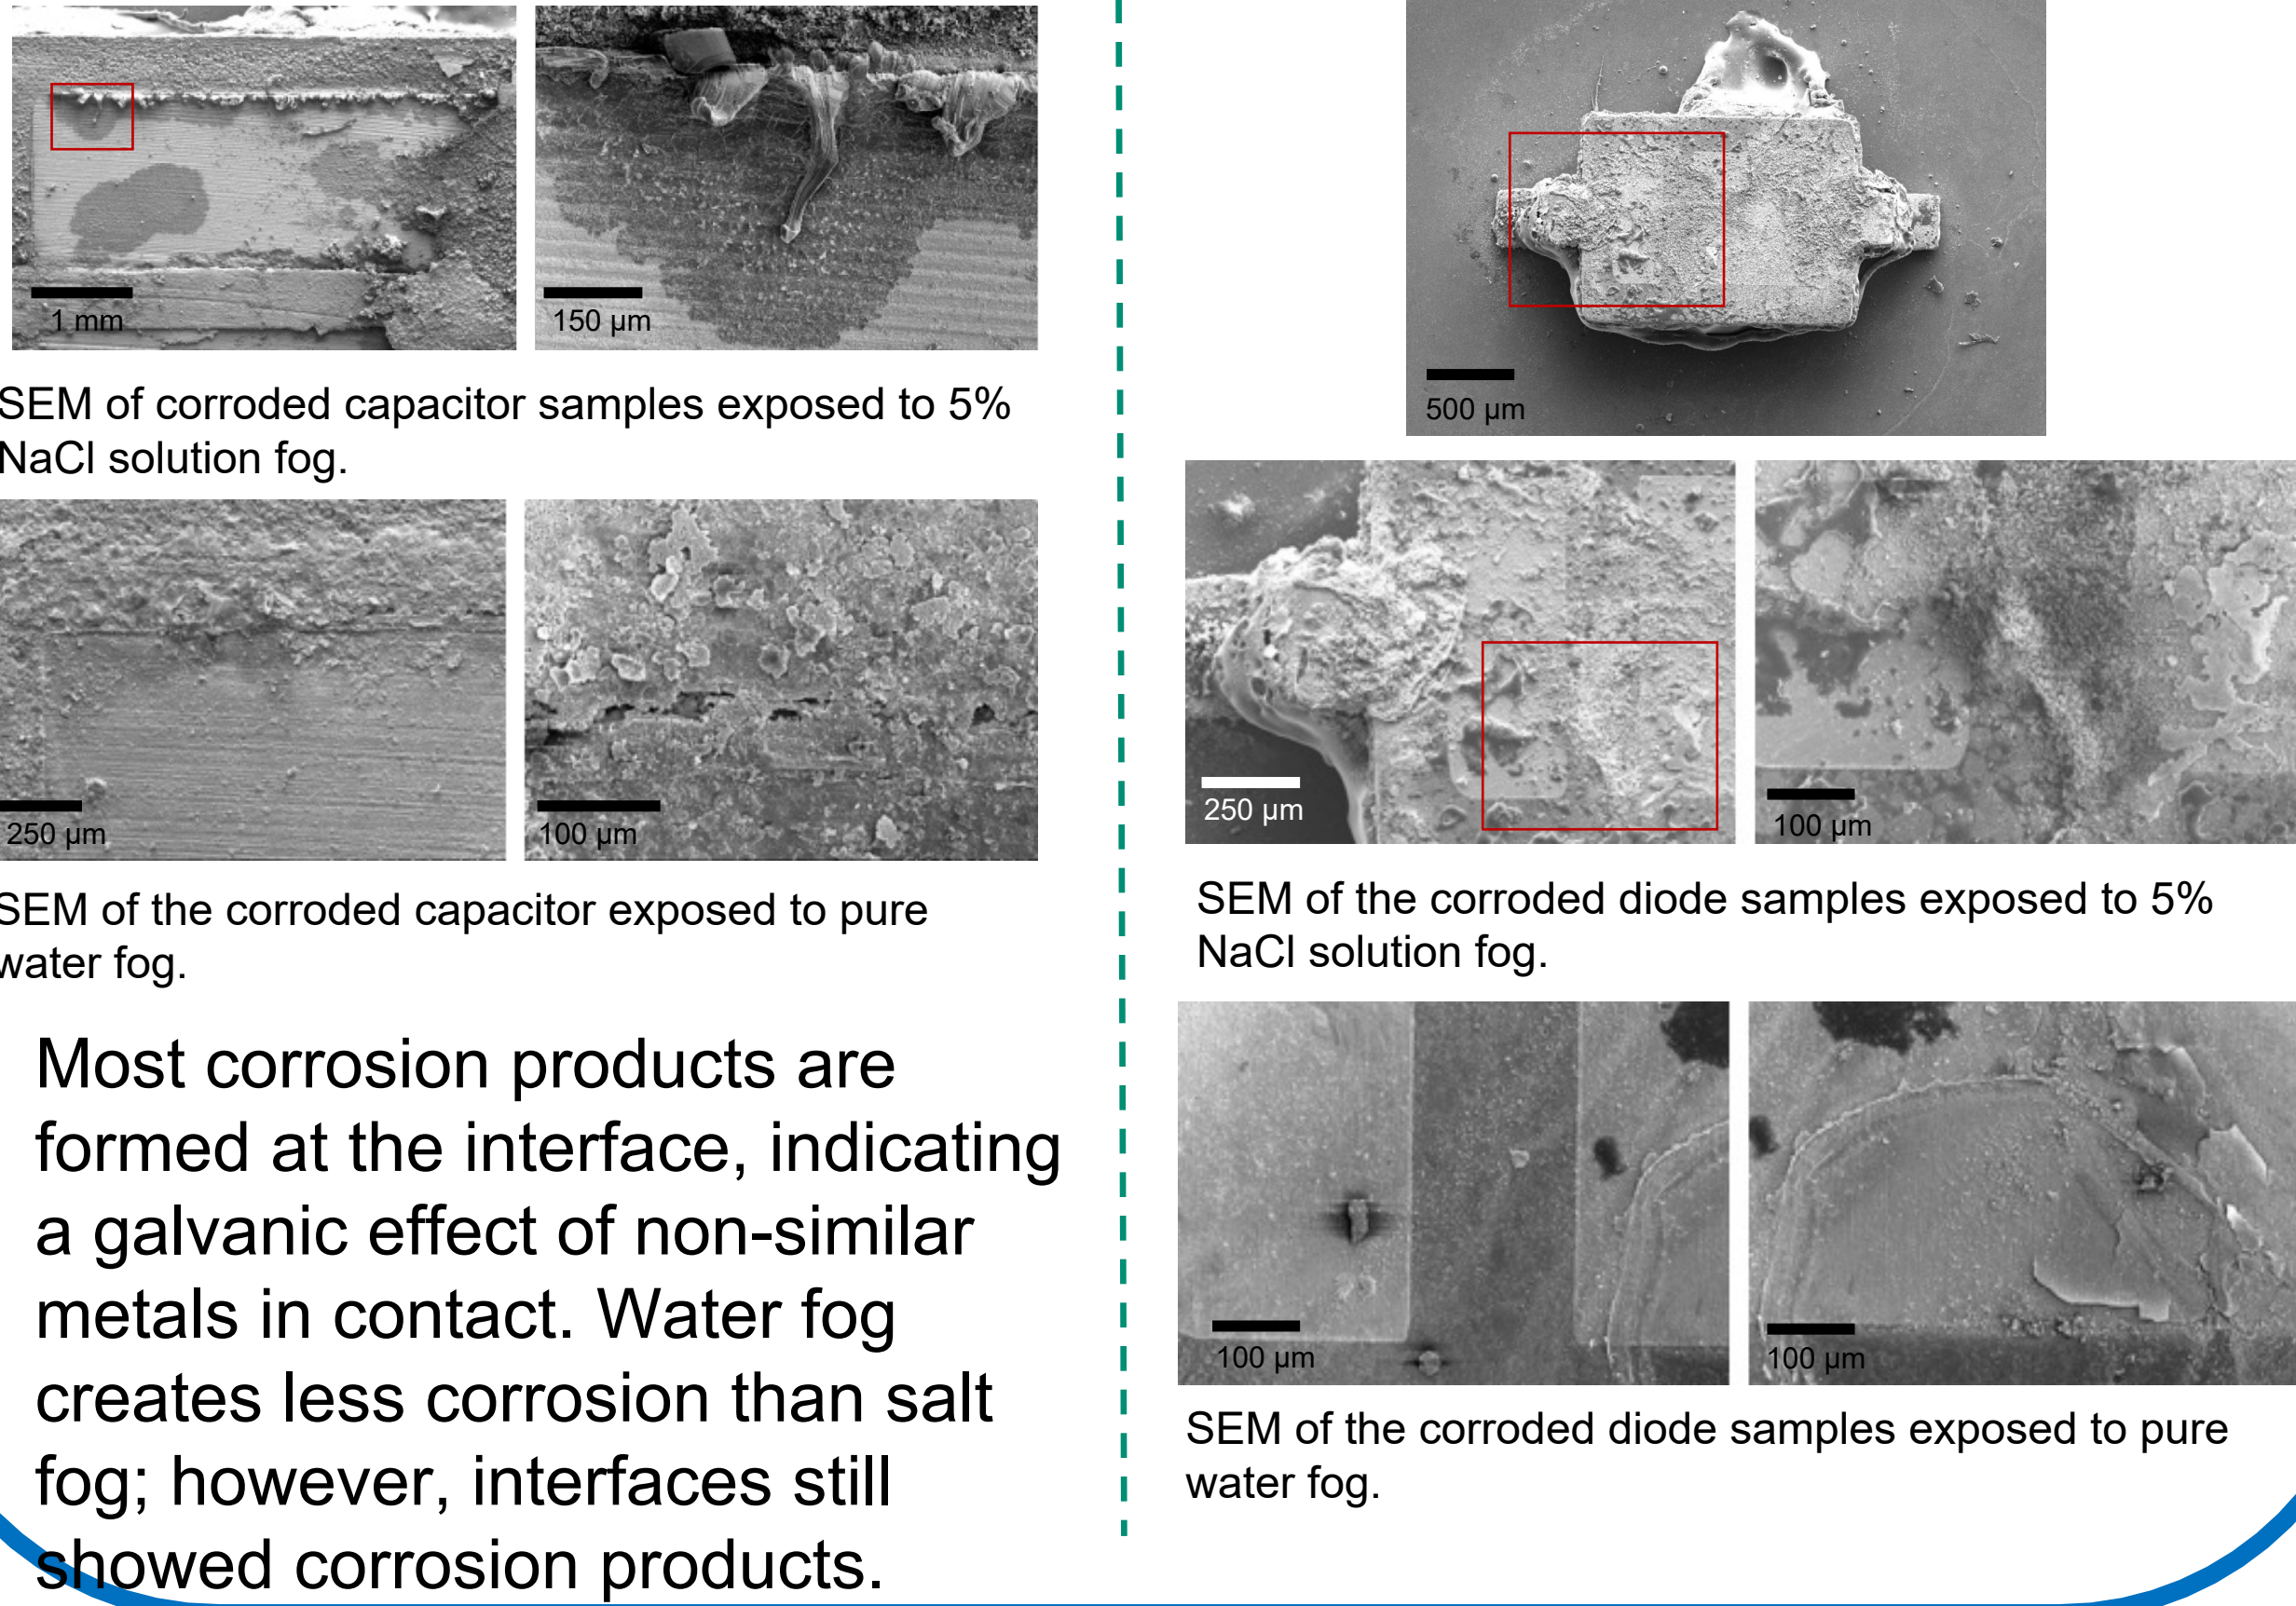 1 mm
150 µm
SEM of corroded capacitor samples exposed to 5%
NaCl solution fog.
250 µm
100 µm
SEM of the corroded capacitor exposed to pure
water fog.
Most corrosion products are
formed at the interface, indicating
a galvanic effect of non-similar
metals in contact. Water fog
creates less corrosion than salt
fog; however, interfaces still
showed corrosion products.
500 µm
250 µm
100 µm
SEM of the corroded diode samples exposed to 5%
NaCl solution fog.
100 µm
100 µm
SEM of the corroded diode samples exposed to pure
water fog.